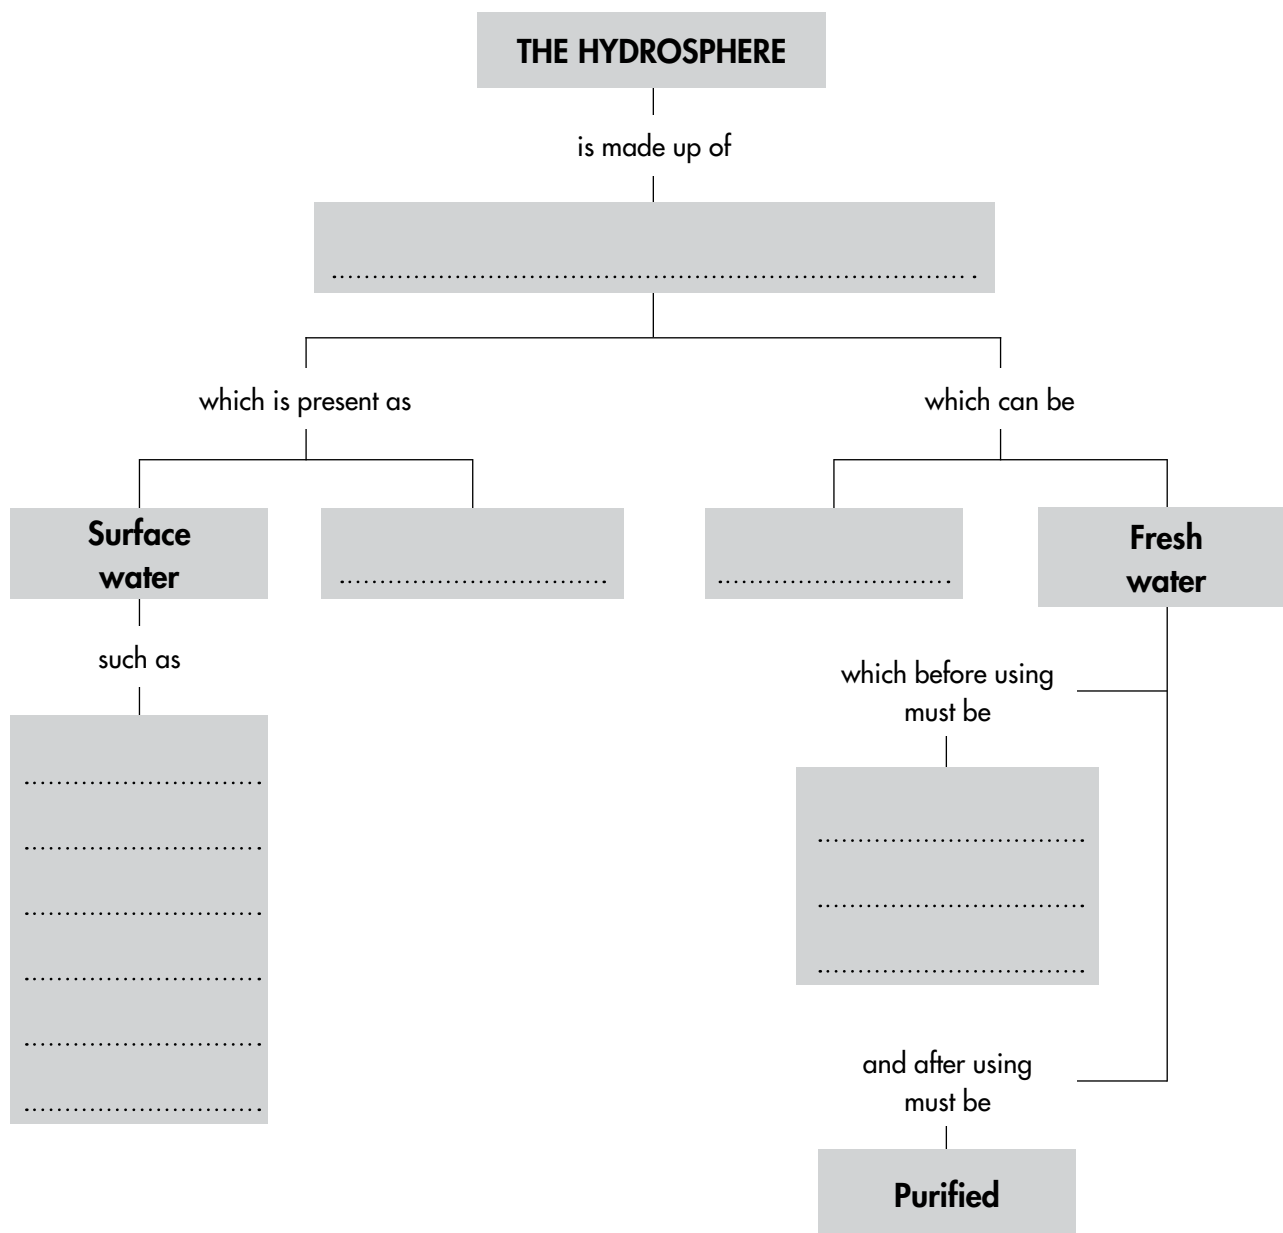 THE HYDROSPHERE
is made up of
which is present as
which can be
Surface
water
Fresh
water
such as
which before using
must be
and after using
must be
Purified